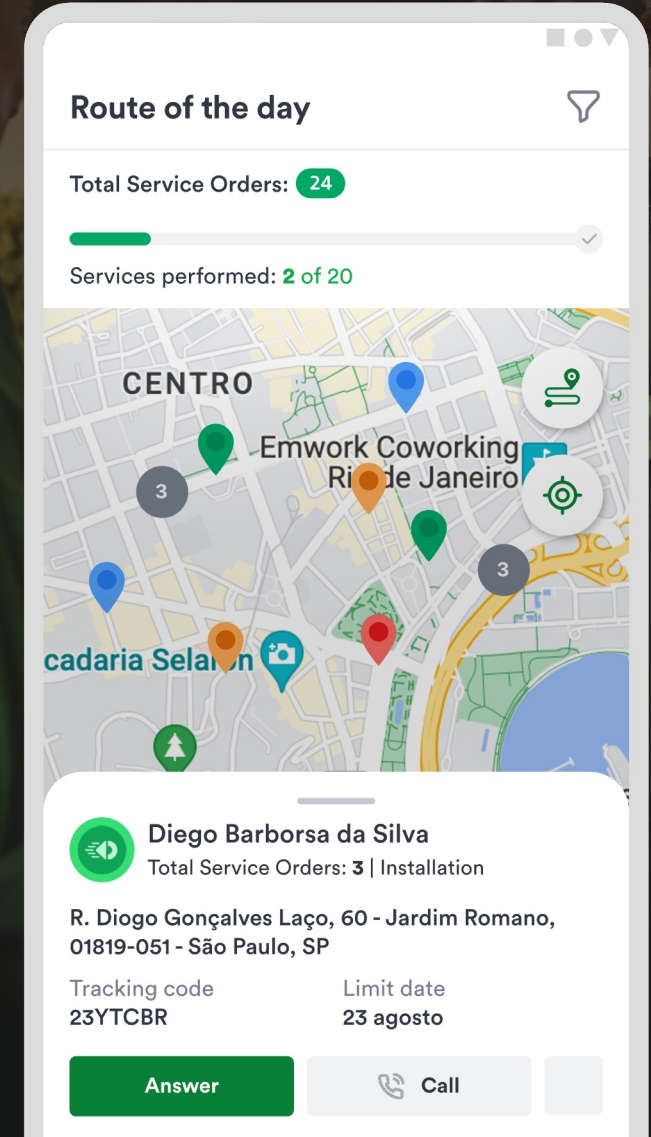 Route of the day
Total Service Orders: 24
Services performed: 2 of 20
CENTRO
Emwork Coworking
Rio de Janeiro
3
3
cadaria Selarón
Diego Barborsa da Silva
Total Service Orders: 3 | Installation
R. Diogo Gonçalves Laço, 60 - Jardim Romano,
01819-051 - São Paulo, SP
Tracking code
Limit date
23YTCBR
23 agosto
Answer
Call